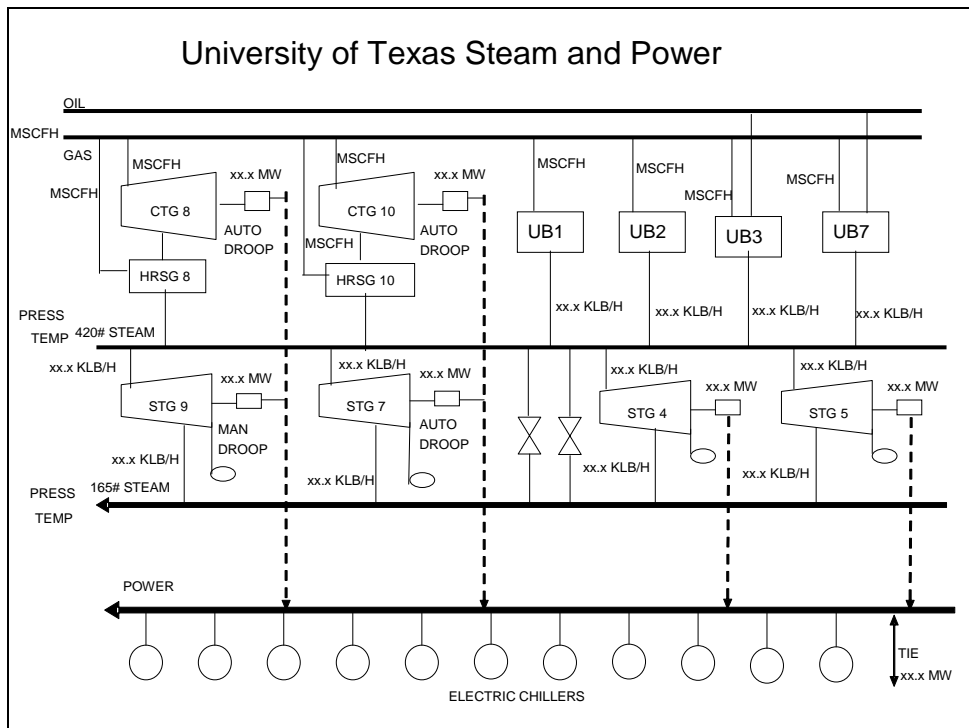 University of Texas Steam and Power
OIL
MSCFH
GAS
MSCFH
MSCFH
xx.x MW
CTG 8
AUTO
DROOP
HRSG 8
MSCFH
xx.x MW
CTG 10
MSCFH
AUTO
DROOP
HRSG 10
MSCFH
UB1
MSCFH
UB2
MSCFH
UB3
MSCFH
UB7
xx.x KLB/H
xx.x KLB/H
xx.x KLB/H
xx.x KLB/H
PRESS
TEMP
420# STEAM
xx.x KLB/H
xx.x MW
STG 9
MAN
DROOP
xx.x KLB/H
xx.x KLB/H
xx.x MW
STG 7
AUTO
DROOP
xx.x KLB/H
xx.x KLB/H
xx.x MW
STG 4
xx.x KLB/H
xx.x KLB/H
xx.x MW
STG 5
xx.x KLB/H
PRESS
TEMP
165# STEAM
POWER
TIE
xx.x MW
ELECTRIC CHILLERS